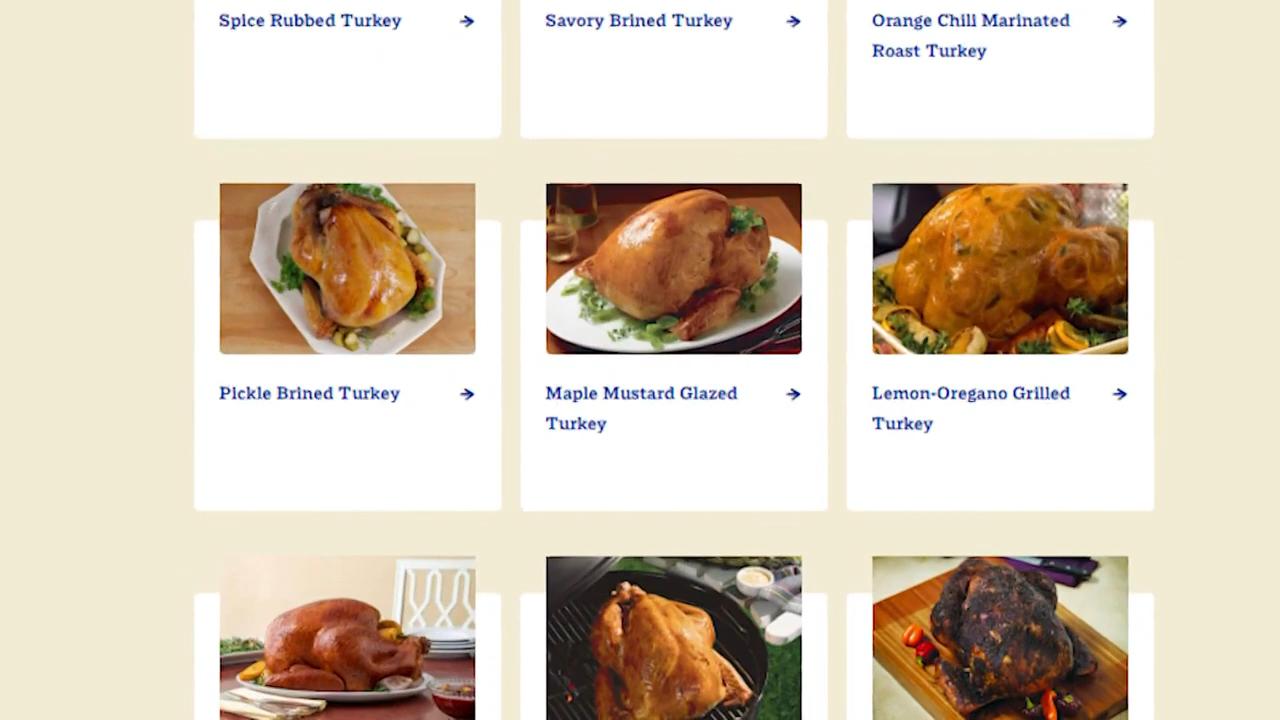 Spice Rubbed Turkey
Savory Brined Turkey
Orange Chili Marinated
Roast Turkey
Pickle Brined Turkey
Maple Mustard Glazed
Turkey
Lemon-Oregano Grilled
Turkey